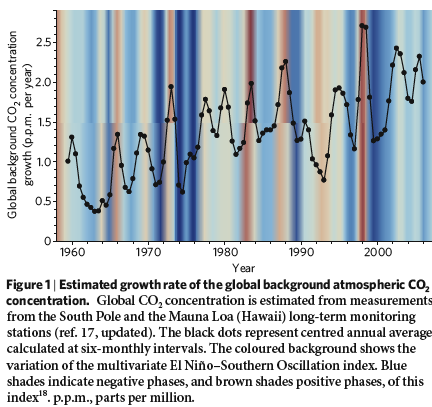 Global background CO2 concentration
growth (p.p.m. per year)
2.5
2.0
1.5
1.0
0.5
0
1960
1970
1980
1990
2000
Year
Figure 1 | Estimated growth rate of the global background atmospheric CO2
concentration. Global CO2 concentration is estimated from measurements
from the South Pole and the Mauna Loa (Hawaii) long-term monitoring
stations (ref. 17, updated). The black dots represent centred annual average
calculated at six-monthly intervals. The coloured background shows the
variation of the multivariate El Niño–Southern Oscillation index. Blue
shades indicate negative phases, and brown shades positive phases, of this
index18. p.p.m., parts per million.